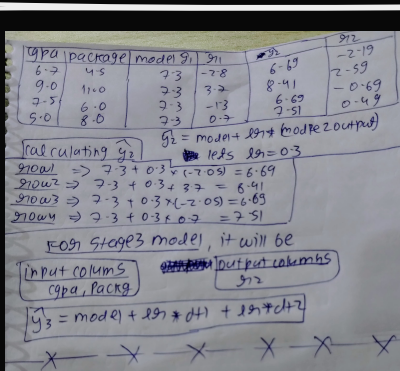 cgpa package model y1 r1 ŷ2 r2
6.7 4.5 7.3 -2.8 6.69 -2.19
9.0 11.0 7.3 3.7 8.41 2.59
7.5 6.0 7.3 -1.3 6.69 -0.69
5.0 8.0 7.3 0.7 7.51 0.49
Calculating ŷ2
ŷ2 = model + lr * (model 2 output)
lets lr = 0.3
row1 => 7.3 + 0.3 × (-2.05) = 6.69
row2 => 7.3 + 0.3 * 3.7 = 8.41
row3 => 7.3 + 0.3 × (-2.05) = 6.69
row4 => 7.3 + 0.3 × 0.7 = 7.51
For stage 3 model, it will be
input colums output columns
cgpa, Packg r2
ŷ3 = model + lr * dt1 + lr * dt2